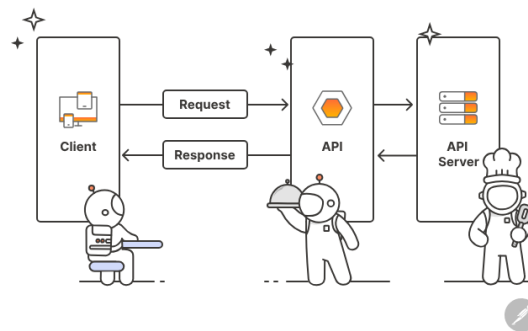 Request
Client
API
API
Server
Response